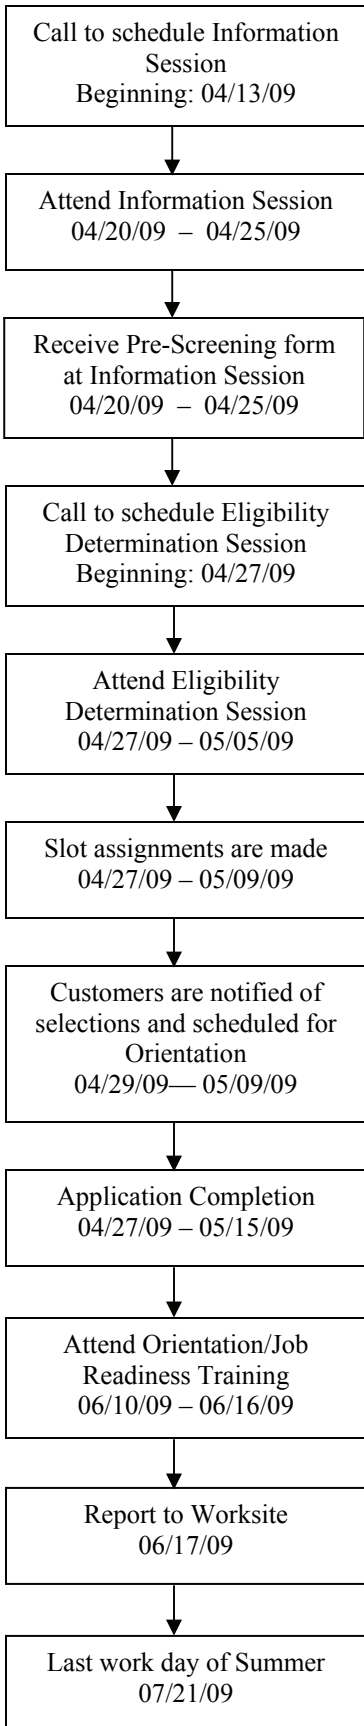 Call to schedule Information
Session
Beginning: 04/13/09
Attend Information Session
04/20/09 – 04/25/09
Receive Pre-Screening form
at Information Session
04/20/09 – 04/25/09
Call to schedule Eligibility
Determination Session
Beginning: 04/27/09
Attend Eligibility
Determination Session
04/27/09 – 05/05/09
Slot assignments are made
04/27/09 – 05/09/09
Customers are notified of
selections and scheduled for
Orientation
04/29/09— 05/09/09
Application Completion
04/27/09 – 05/15/09
Attend Orientation/Job
Readiness Training
06/10/09 – 06/16/09
Report to Worksite
06/17/09
Last work day of Summer
07/21/09